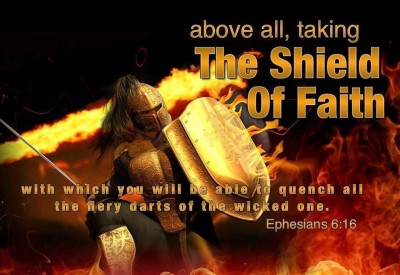 above all, taking
The Shield
Of Faith
with which you will be able to quench all
the fiery darts of the wicked one.
Ephesians 6:16